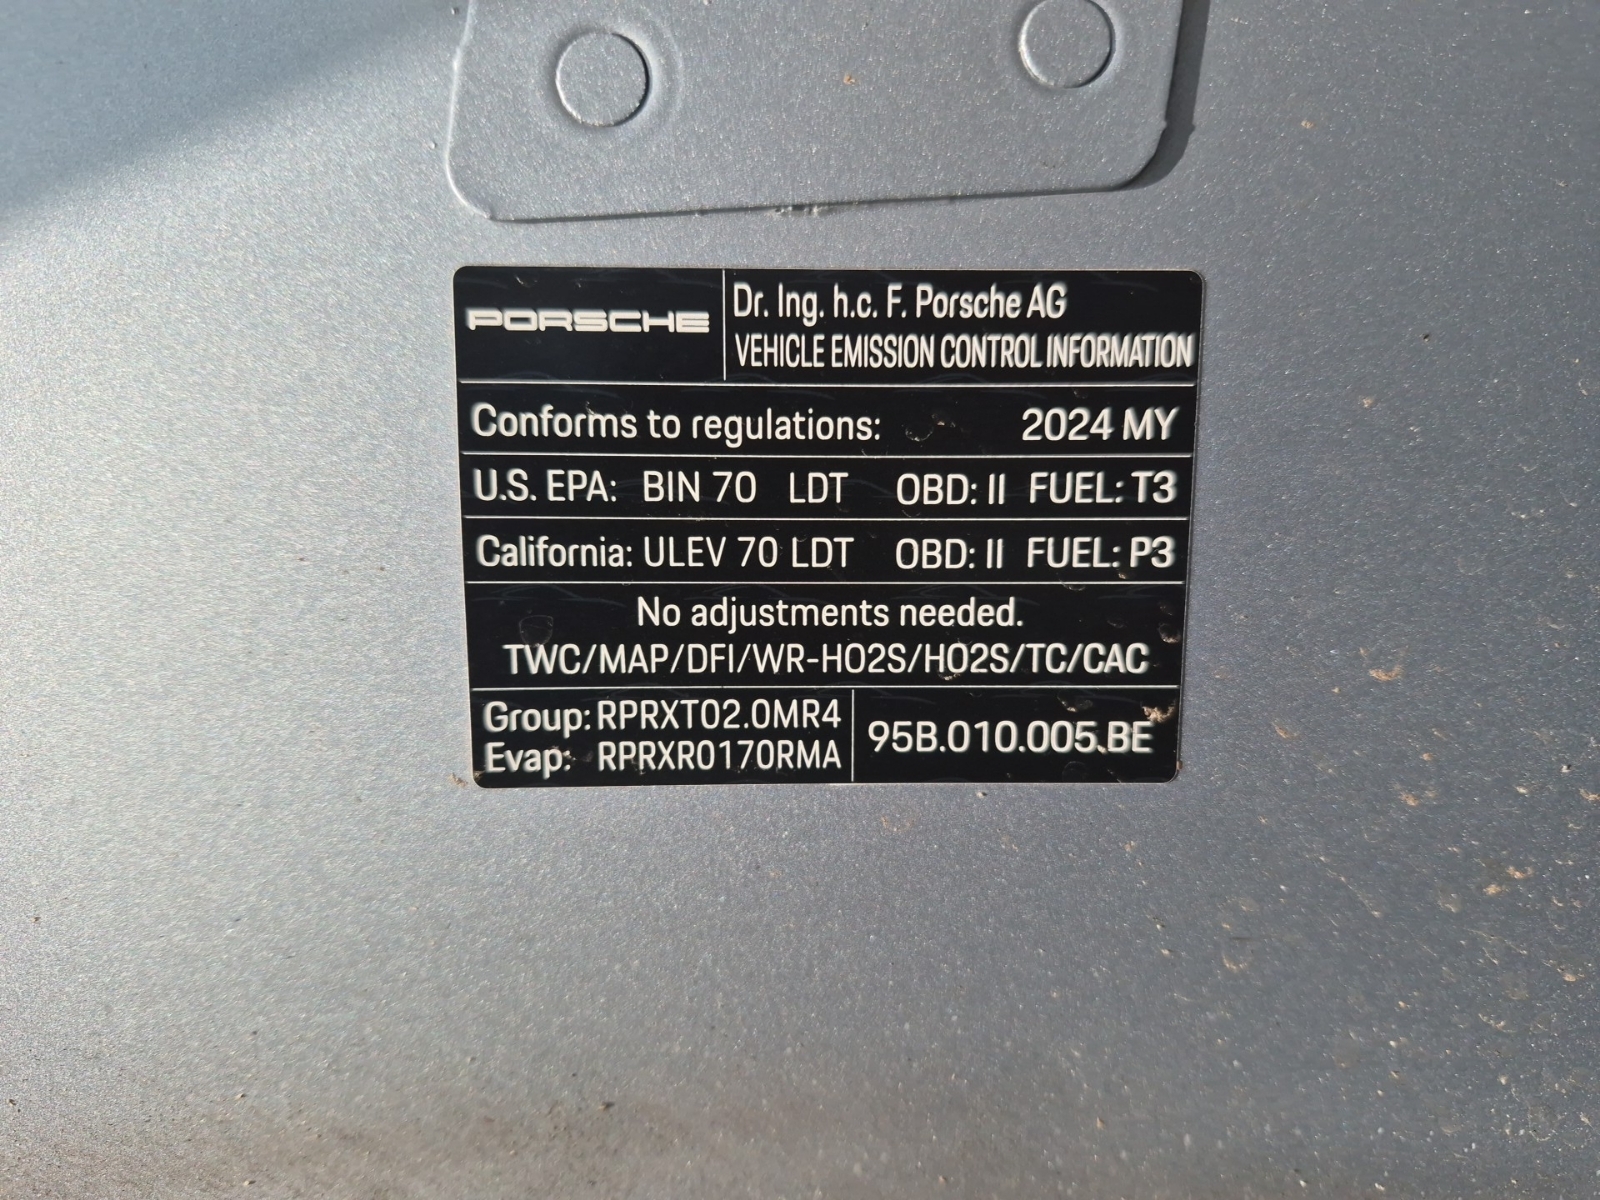 PORSCHE
Dr. Ing. h.c. F. Porsche AG
VEHICLE EMISSION CONTROL INFORMATION
Conforms to regulations: 2024 MY
U.S. EPA: BIN 70 LDT OBD: II FUEL: T3
California: ULEV 70 LDT OBD: II FUEL: P3
No adjustments needed.
TWC/MAP/DFI/WR-HO2S/HO2S/TC/CAC
Group: RPRXT02.0MR4
Evap: RPRXR0170RMA
95B.010.005.BE